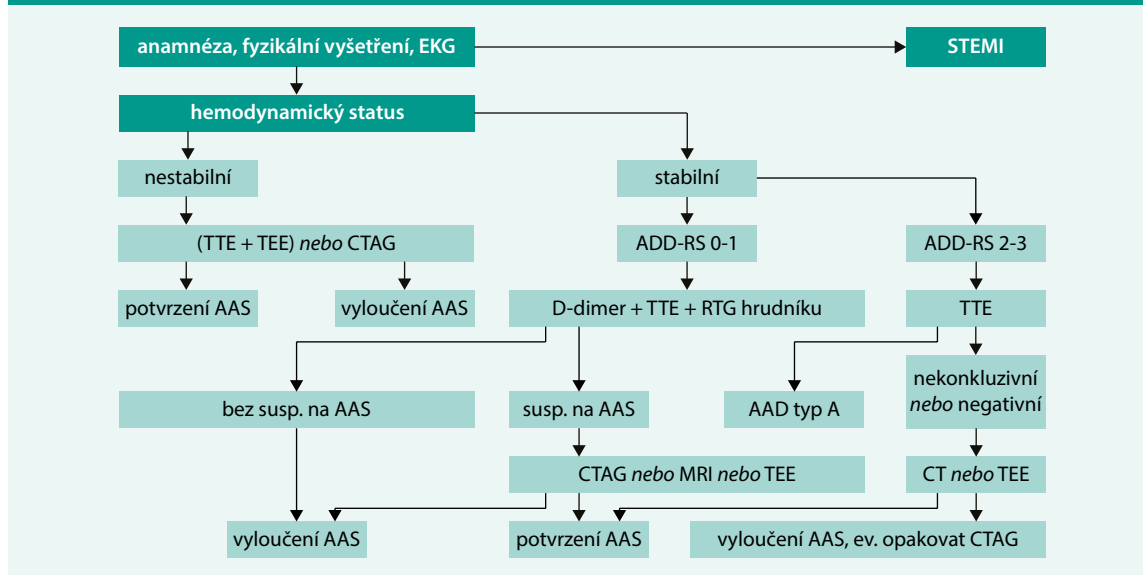 anamnéza, fyzikální vyšetření, EKG
STEMI
hemodynamický status
nestabilní
stabilní
(TTE + TEE) nebo CTAG
ADD-RS 0-1
ADD-RS 2-3
potvrzení AAS
vyloučení AAS
D-dimer + TTE + RTG hrudníku
TTE
bez susp. na AAS
susp. na AAS
AAD typ A
nekonkluzivní
nebo negativní
CTAG nebo MRI nebo TEE
CT nebo TEE
vyloučení AAS
potvrzení AAS
vyloučení AAS, ev. opakovat CTAG